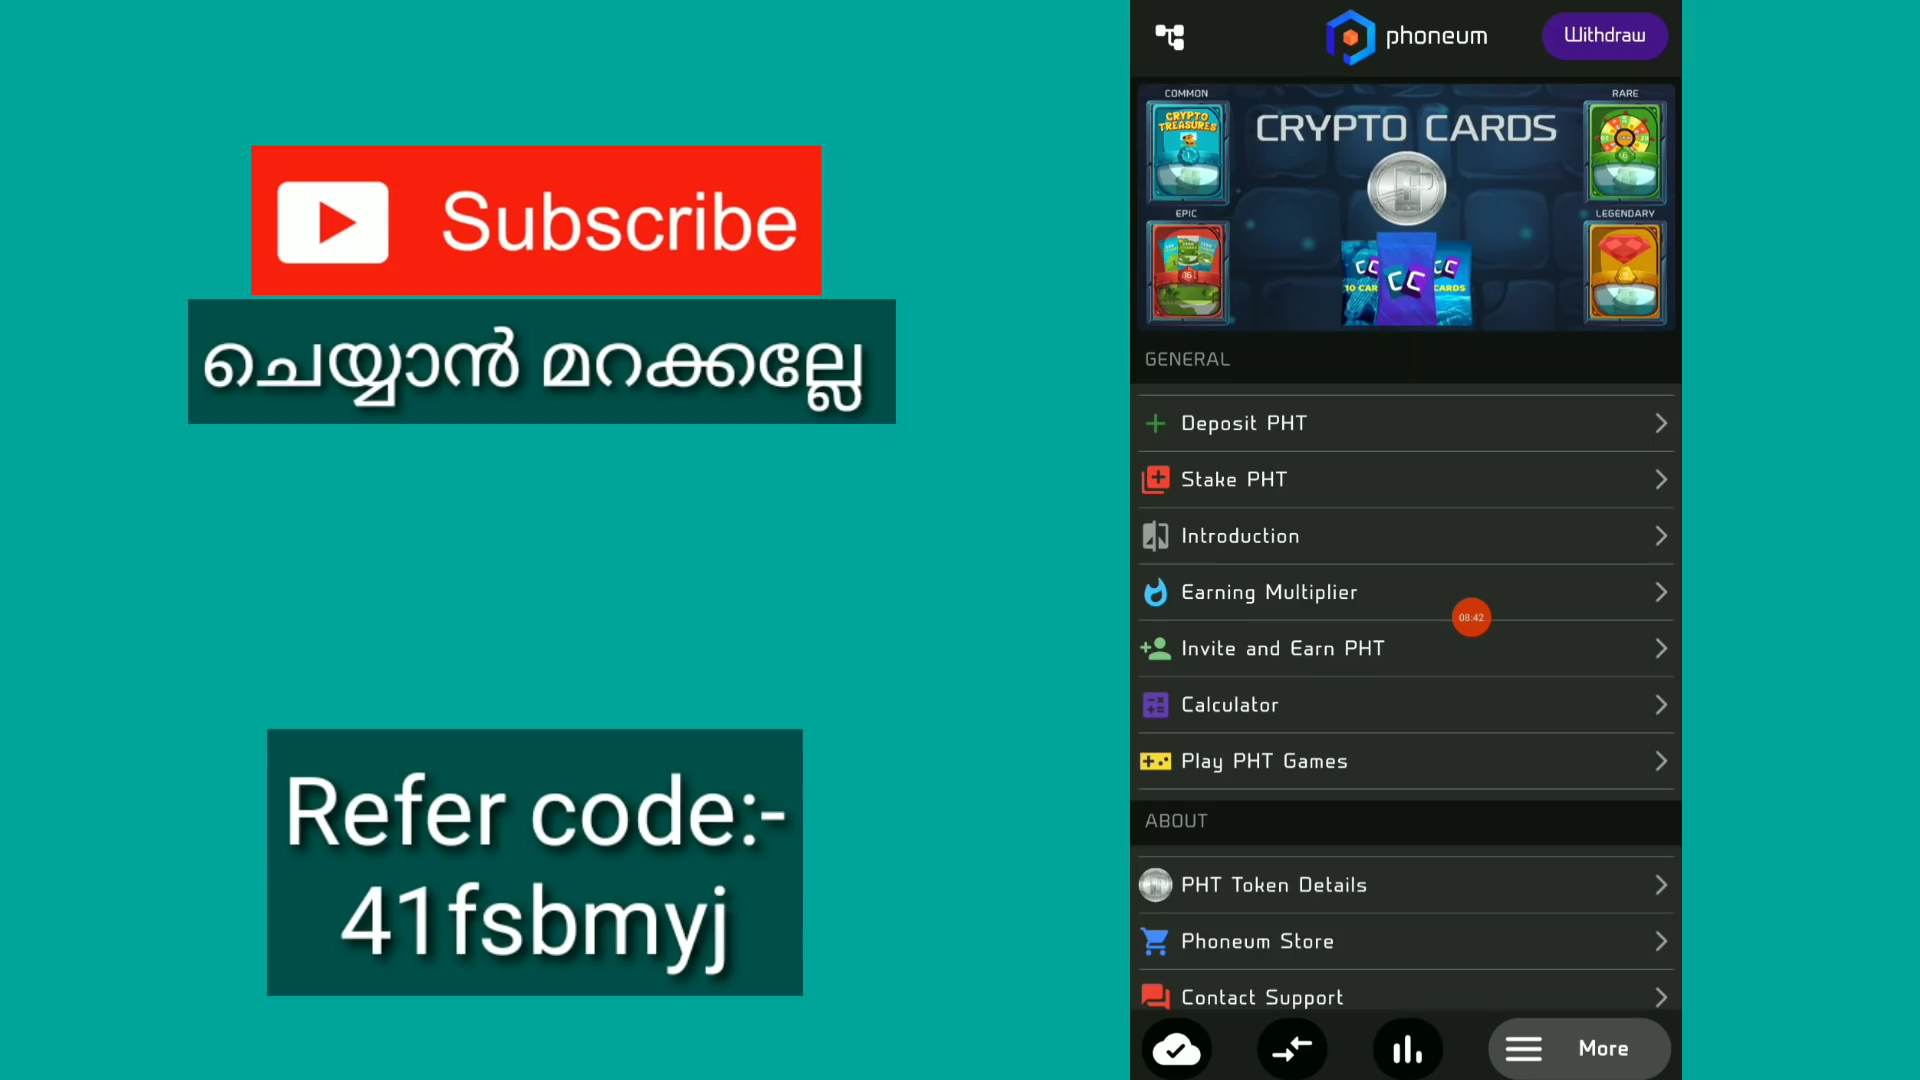 Subscribe
ചെയ്യാൻ മറക്കല്ലേ
Refer code:-
41fsbmyj
phoneum
Withdraw
COMMON
RARE
CRYPTO CARDS
CRYPTO
TREASURES
EPIC
LEGENDARY
GENERAL
Deposit PHT
Stake PHT
Introduction
Earning Multiplier
08:42
Invite and Earn PHT
Calculator
Play PHT Games
ABOUT
PHT Token Details
Phoneum Store
Contact Support
More